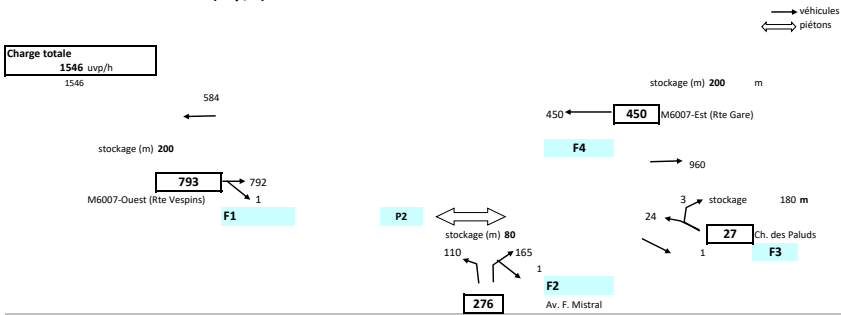 véhicules
piétons
Charge totale
1546 uvp/h
1546
stockage (m) 200 m
584
450 450 M6007-Est (Rte Gare)
stockage (m) 200
F4
960
793 792
M6007-Ouest (Rte Vespins) 1
3 stockage 180 m
F1 P2 24
stockage (m) 80
27 Ch. des Paluds
110 165 1 F3
1
F2
276 Av. F. Mistral